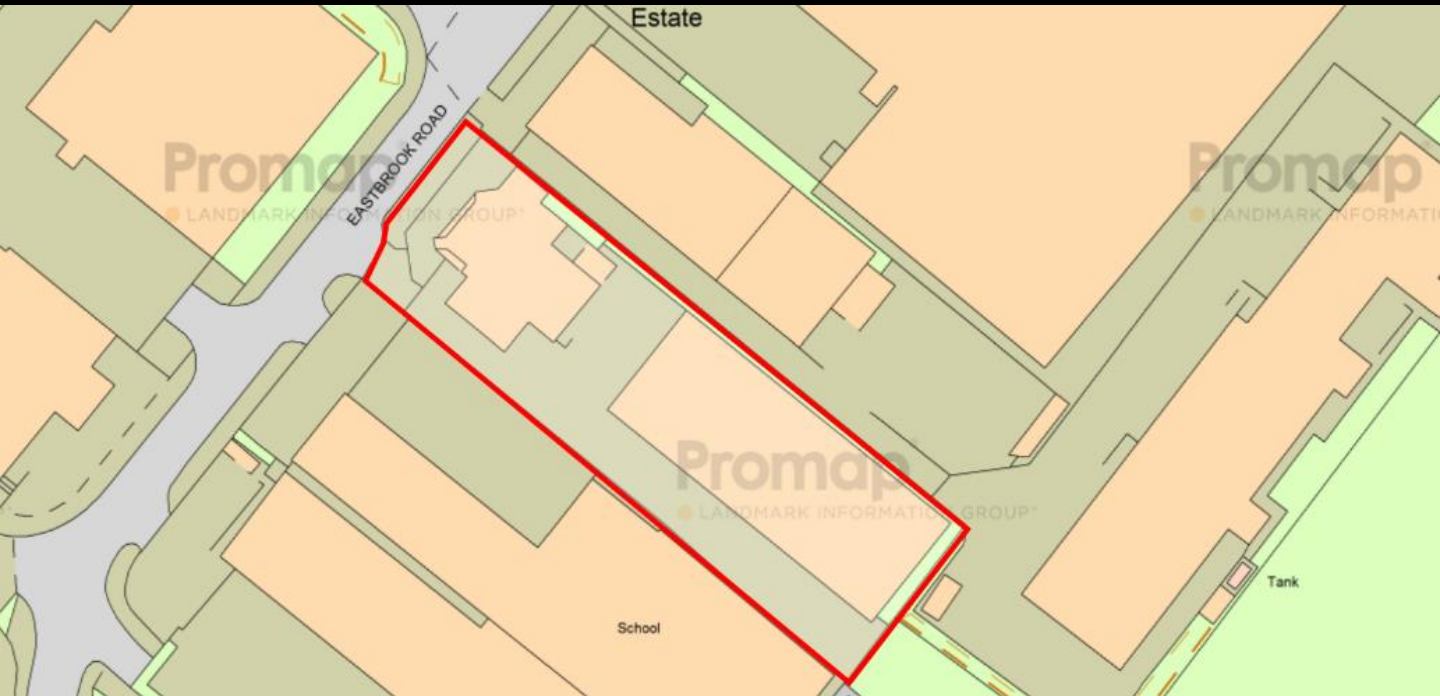 Estate
EASTBROOK ROAD
Promap
LANDMARK INFORMATION GROUP
Promap
LANDMARK INFORMATI
Promap
LANDMARK INFORMATION GROUP
Tank
School